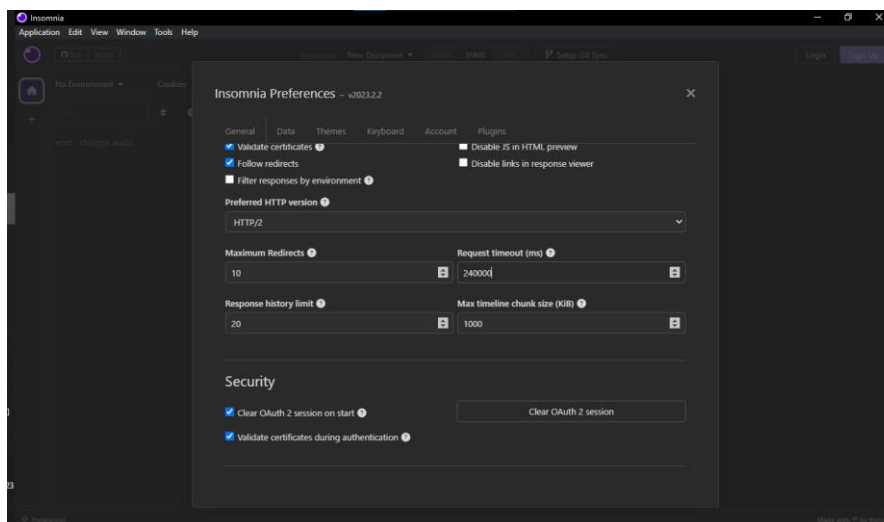 Insomnia
Application Edit View Window Tools Help
New Document
Setup Git Sync
Login
Sign Up
No Environment
Cookies
Insomnia Preferences – v2023.2.2
General Data Themes Keyboard Account Plugins
Validate certificates
Disable JS in HTML preview
Follow redirects
Disable links in response viewer
Filter responses by environment
Preferred HTTP version
HTTP/2
Maximum Redirects
Request timeout (ms)
10
240000
Response history limit
Max timeline chunk size (KiB)
20
1000
Security
Clear OAuth 2 session on start
Clear OAuth 2 session
Validate certificates during authentication
23
Preferences